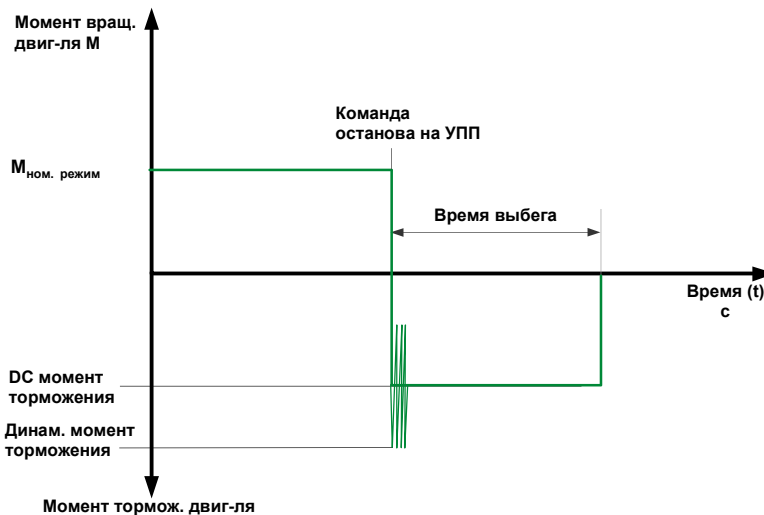 Момент вращ.
двиг-ля М
Команда
останова на УПП
Мном. режим
Время выбега
Время (t)
с
DC момент
торможения
Динам. момент
торможения
Момент тормож. двиг-ля